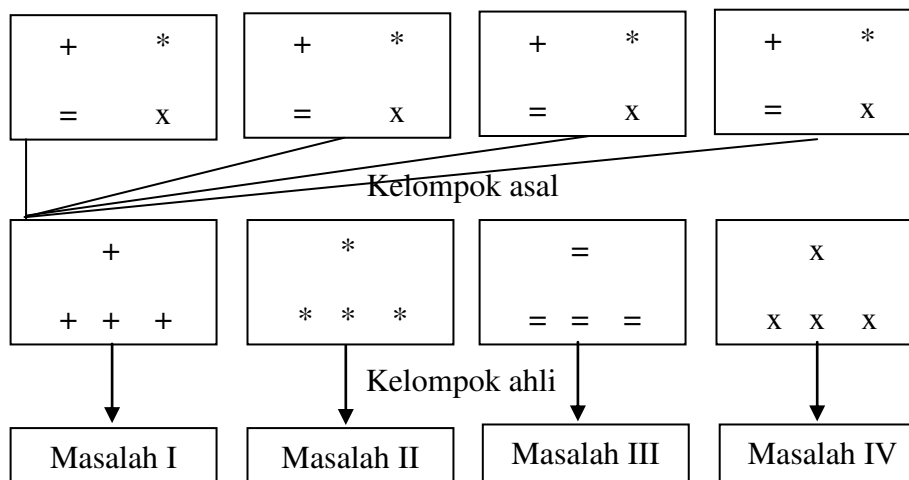 + * + * + * + *
= x = x = x = x
Kelompok asal
+ * = x
+ + + * * * = = = x x x
Kelompok ahli
Masalah I Masalah II Masalah III Masalah IV